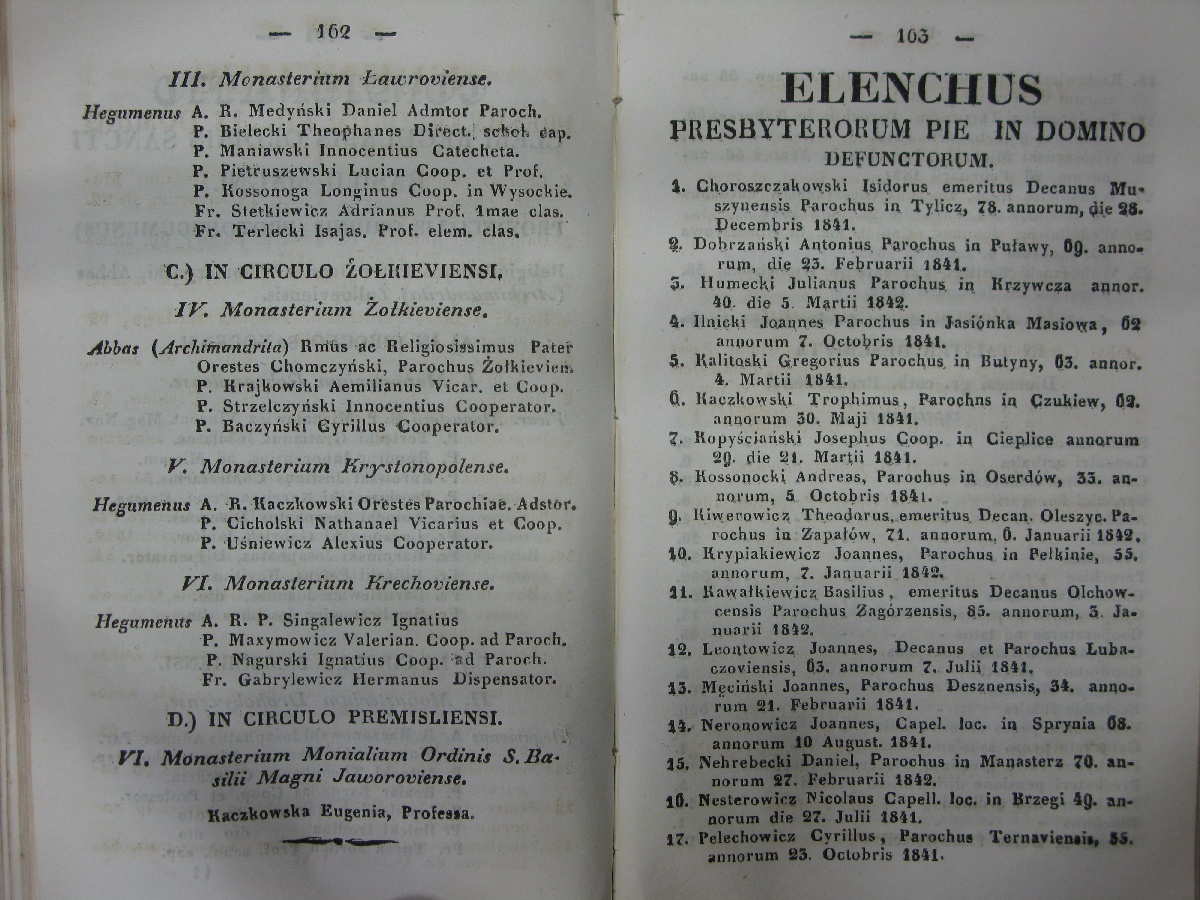 — 162 —
III. Monasterium Ławroviense.
Hegumenus A. R. Medyński Daniel Admtor Paroch.
P. Bielecki Theophanes Direct. schol. cap.
P. Maniawski Innocentius Catecheta.
P. Pietruszewski Lucian Coop. et Prof.
P. Kossonoga Longinus Coop. in Wysockie.
Fr. Stetkiewicz Adrianus Prof. 1mae clas.
Fr. Terlecki Isajas. Prof. elem. clas.
C.) IN CIRCULO ŻOŁKIEVIENSI,
IV. Monasterium Żołkieviense.
Abbas (Archimandrita) Rmus ac Religiosissimus Pater
Orestes Chomczyński, Parochus Żołkieviem
P. Krajkowski Aemilianus Vicar. et Coop.
P. Strzelczyński Innocentius Cooperator.
P. Baczyński Cyrillus Cooperator.
V. Monasterium Krystonopolense.
Hegumenus A. R. Kaczkowski Orestes Parochiae. Adstor.
P. Cicholski Nathanael Vicarius et Coop.
P. Uśniewicz Alexius Cooperator.
VI. Monasterium Krechoviense.
Hegumenus A. R. P. Singalewicz Ignatius
P. Maxymowicz Valerian. Coop. ad Paroch.
P. Nagurski Ignatius Coop. ad Paroch.
Fr. Gabrylewicz Hermanus Dispensator.
D.) IN CIRCULO PREMISLIENSI.
VI. Monasterium Monialium Ordinis S. Ba-
silii Magni Jaworoviense.
Kaczkowska Eugenia, Professa.
— 163 —
ELENCHUS
PRESBYTERORUM PIE IN DOMINO
DEFUNCTORUM.
1. Choroszczakowski Isidorus emeritus Decanus Mu-
szynensis Parochus in Tylicz, 78. annorum, die 28.
Decembris 1841.
2. Dobrzański Antonius Parochus in Puławy, 69. anno-
rum, die 23. Februarii 1841.
3. Humecki Julianus Parochus in Krzywcza annor.
40. die 5. Martii 1842.
4. Ilnicki Joannes Parochus in Jasiónka Masiowa, 62
annorum 7. Octobris 1841.
5. Kalitoski Gregorius Parochus in Butyny, 63. annor.
4. Martii 1841.
6. Kaczkowski Trophimus, Parochns in Czukiew, 62.
annorum 30. Maji 1841.
7. Kopyściański Josephus Coop. in Cieplice annorum
29. die 21. Martii 1841.
8. Kossonocki Andreas, Parochus in Oserdów, 33. an-
norum, 5 Octobris 1841.
9. Kiwerowicz Theodorus, emeritus Decan. Oleszyc. Pa-
rochus in Zapałów, 71. annorum, 6. Januarii 1842.
10. Krypiakiewicz Joannes, Parochus in Pełkinie, 55.
annorum, 7. Januarii 1842.
11. Kawałkiewicz Basilius, emeritus Decanus Olchow-
censis Parochus Zagórzensis, 85. annorum, 3. Ja-
nuarii 1842.
12. Leontowicz Joannes, Decanus et Parochus Luba-
czoviensis, 63. annorum 7. Julii 1841.
13. Męciński Joannes, Parochus Desznensis, 34. anno-
rum 21. Februarii 1841.
14. Neronowicz Joannes, Capel. loc. in Sprynia 68.
annorum 10 August. 1841.
15. Nehrebecki Daniel, Parochus in Manasterz 70. an-
norum 27. Februarii 1842.
16. Nesterowicz Nicolaus Capell. loc. in Brzegi 49. an-
norum die 27. Julii 1841.
17. Pelechowicz Cyrillus, Parochus Ternaviensis, 55.
annorum 23. Octobris 1841.